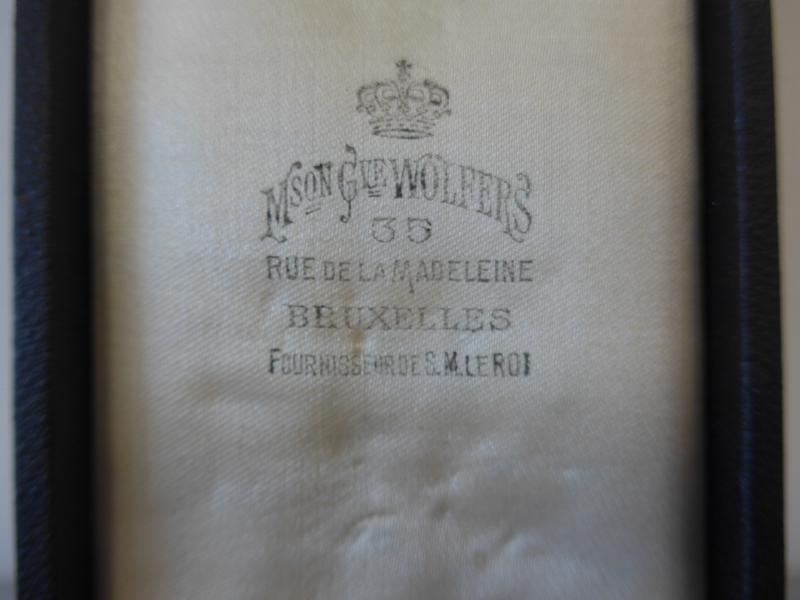 MSON GVE WOLFERS
35
RUE DE LA MADELEINE
BRUXELLES
FOURNISSEUR DE S. M. LE ROI